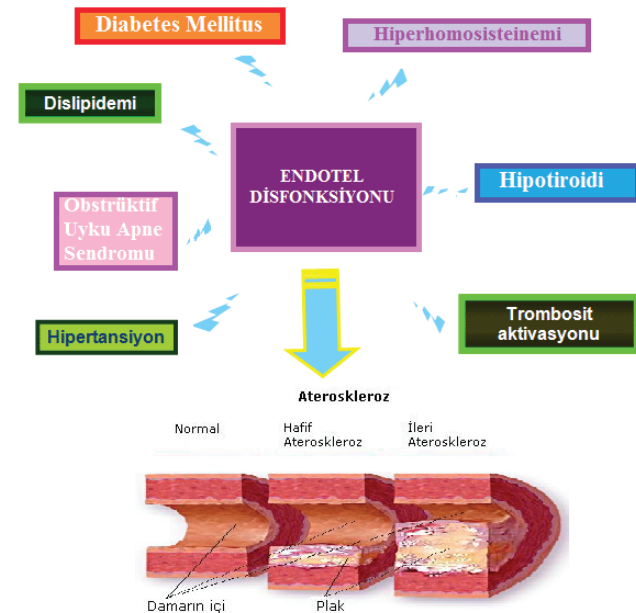 Diabetes Mellitus
Hiperhomosisteinemi
Dislipidemi
ENDOTEL
DİSFONKSİYONU
Hipotiroidi
Obstrüktif
Uyku Apne
Sendromu
Hipertansiyon
Trombosit
aktivasyonu
Ateroskleroz
Normal
Hafif
Ateroskleroz
İleri
Ateroskleroz
Damarın içi
Plak